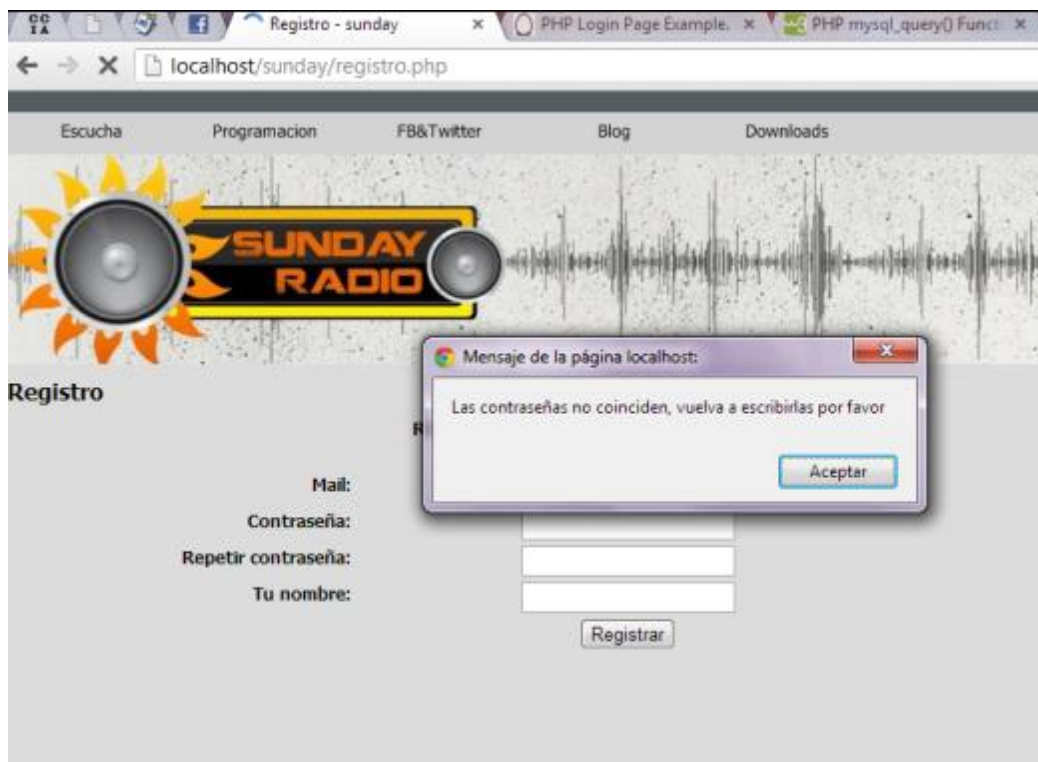 CC
IA
Registro - sunday
PHP Login Page Example.
PHP mysql_query() Funct
localhost/sunday/registro.php
Escucha Programacion FB&Twitter Blog Downloads
SUNDAY
RADIO
Mensaje de la página localhost:
Las contraseñas no coinciden, vuelva a escribirlas por favor
Aceptar
Registro
Mail:
Contraseña:
Repetir contraseña:
Tu nombre:
Registrar